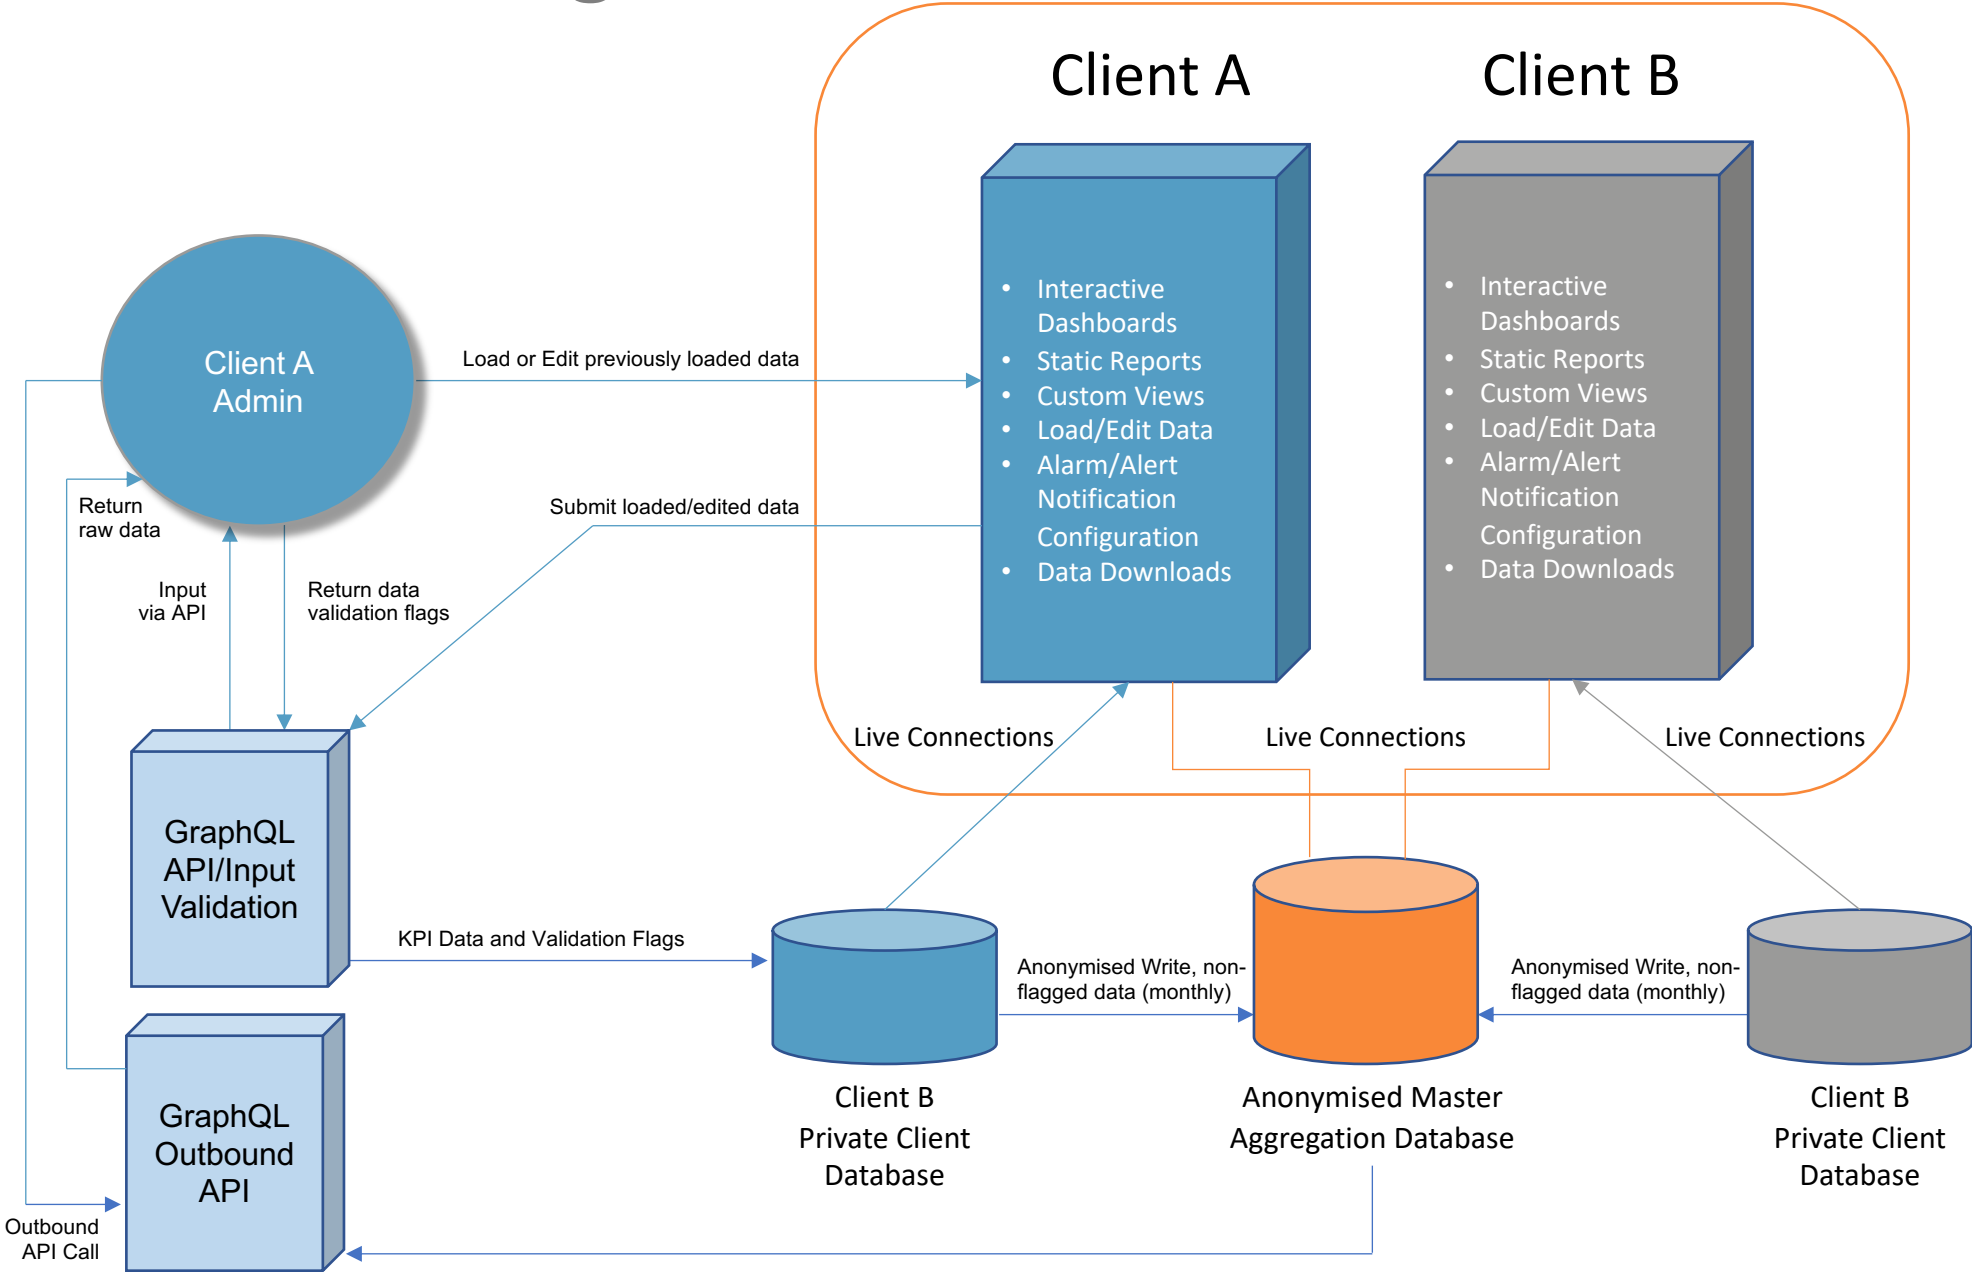 Client A
Client B
• Interactive
Dashboards
• Static Reports
• Custom Views
• Load/Edit Data
• Alarm/Alert
Notification
Configuration
• Data Downloads
• Interactive
Dashboards
• Static Reports
• Custom Views
• Load/Edit Data
• Alarm/Alert
Notification
Configuration
• Data Downloads
Client A
Admin
Load or Edit previously loaded data
Submit loaded/edited data
Return
raw data
Input
via API
Return data
validation flags
Live Connections
Live Connections
Live Connections
GraphQL
API/Input
Validation
KPI Data and Validation Flags
Anonymised Write, non-
flagged data (monthly)
Anonymised Write, non-
flagged data (monthly)
GraphQL
Outbound
API
Client B
Private Client
Database
Anonymised Master
Aggregation Database
Client B
Private Client
Database
Outbound
API Call